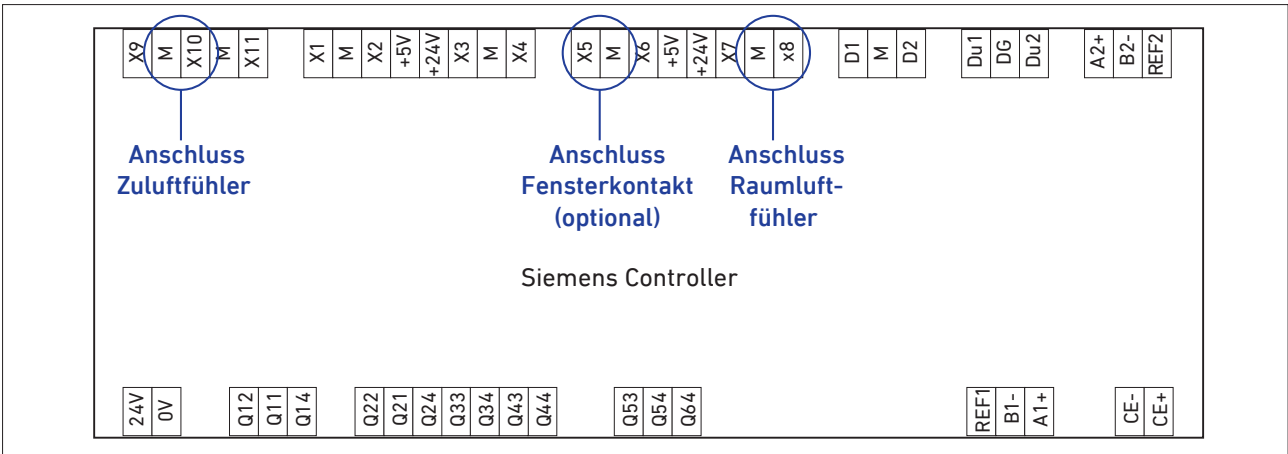 X9 M X10 M X11 X1 M X2 +5V +24V X3 M X4 X5 M X6 +5V +24V X7 M x8 D1 M D2 Du1 DG Du2 A2+ B2- REF2
Anschluss
Zuluftfühler
Anschluss
Fensterkontakt
(optional)
Anschluss
Raumluft-
fühler
Siemens Controller
24V 0V Q12 Q11 Q14 Q22 Q21 Q24 Q33 Q34 Q43 Q44 Q53 Q54 Q64 REF1 B1- A1+ CE- CE+